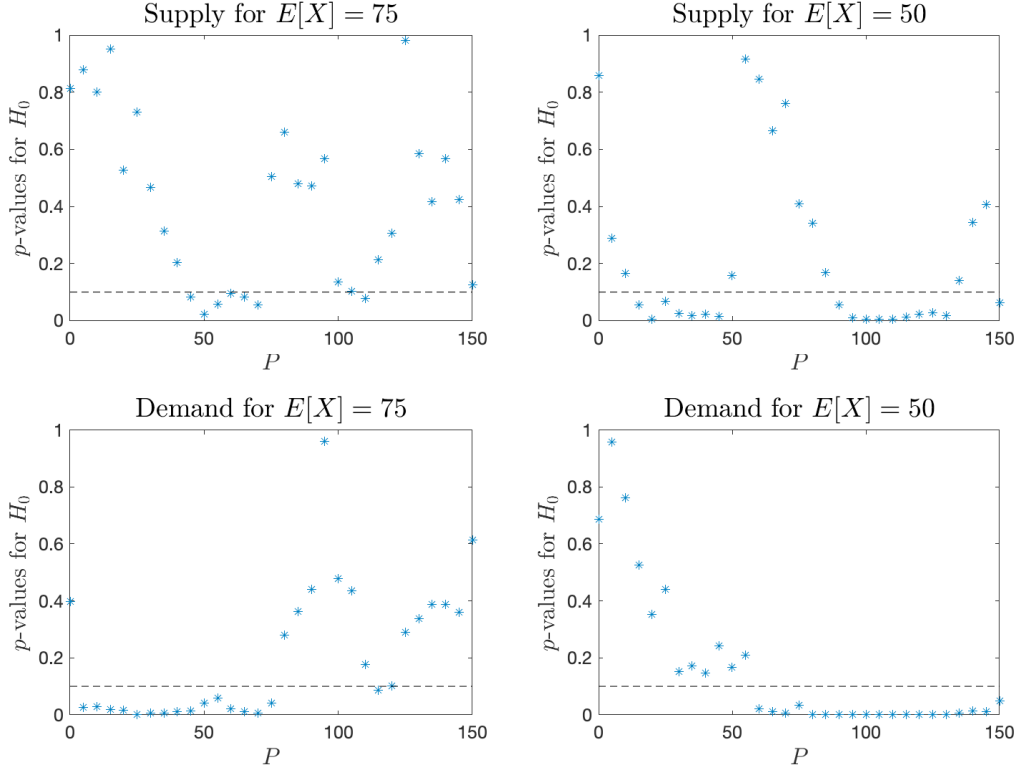 Supply for E[X] = 75
1
0.8
0.6
0.4
0.2
0
p-values for H₀
0 50 100 150
P
Supply for E[X] = 50
1
0.8
0.6
0.4
0.2
0
p-values for H₀
0 50 100 150
P
Demand for E[X] = 75
1
0.8
0.6
0.4
0.2
0
p-values for H₀
0 50 100 150
P
Demand for E[X] = 50
1
0.8
0.6
0.4
0.2
0
p-values for H₀
0 50 100 150
P